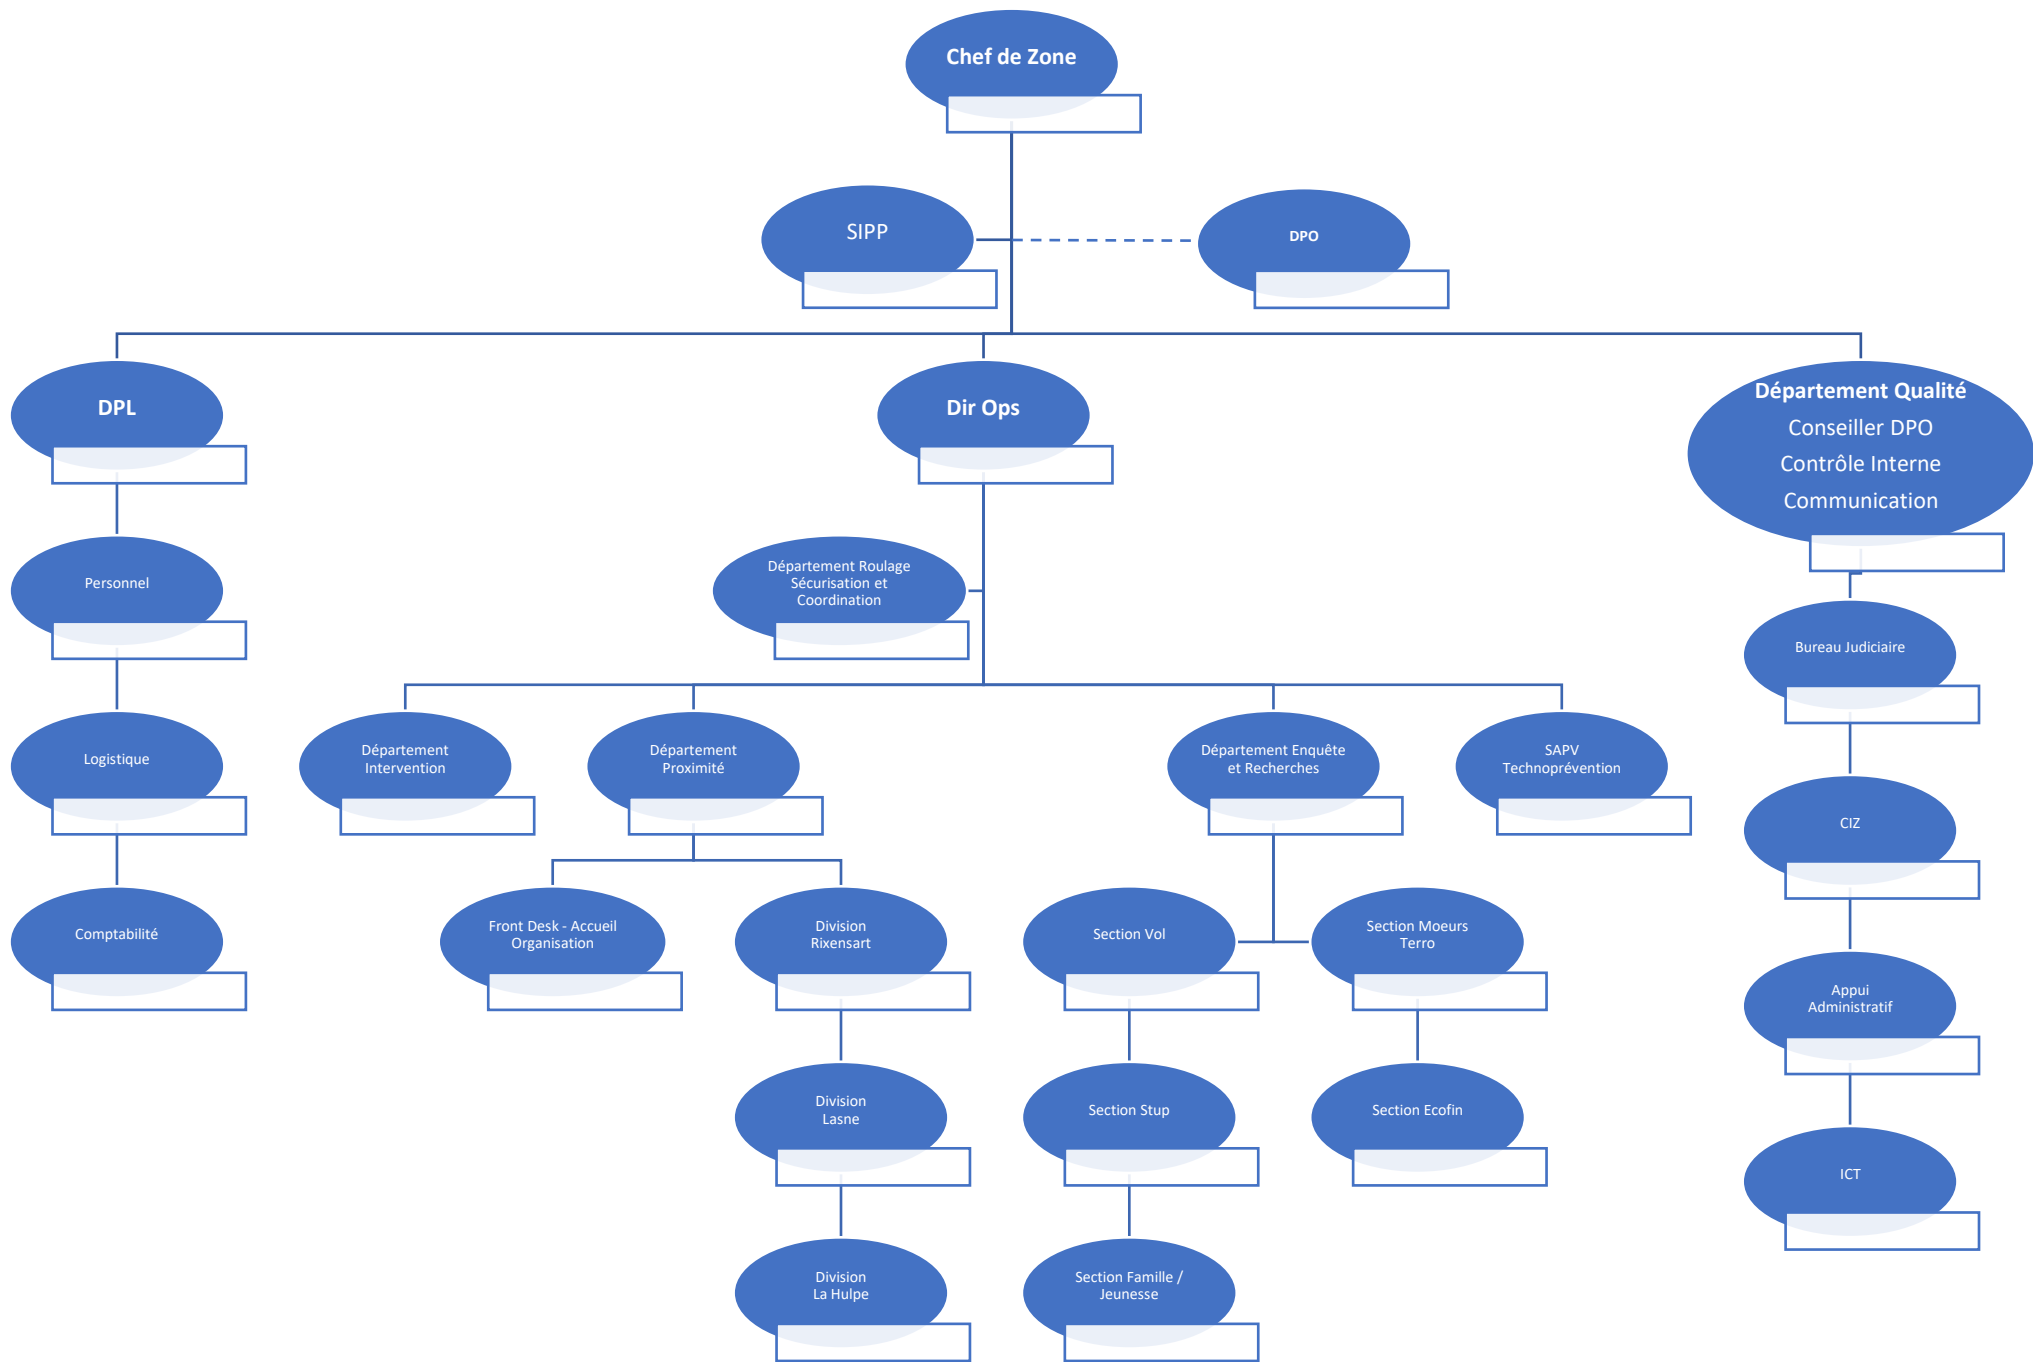 Chef de Zone
SIPP
DPO
DPL
Dir Ops
Département Qualité
Conseiller DPO
Contrôle Interne
Communication
Personnel
Département Roulage
Sécurisation et
Coordination
Bureau Judiciaire
Logistique
Département
Intervention
Département
Proximité
Département Enquête
et Recherches
SAPV
Technoprévention
CIZ
Comptabilité
Front Desk - Accueil
Organisation
Division
Rixensart
Section Vol
Section Moeurs
Terro
Appui
Administratif
Division
Lasne
Section Stup
Section Ecofin
ICT
Division
La Hulpe
Section Famille /
Jeunesse